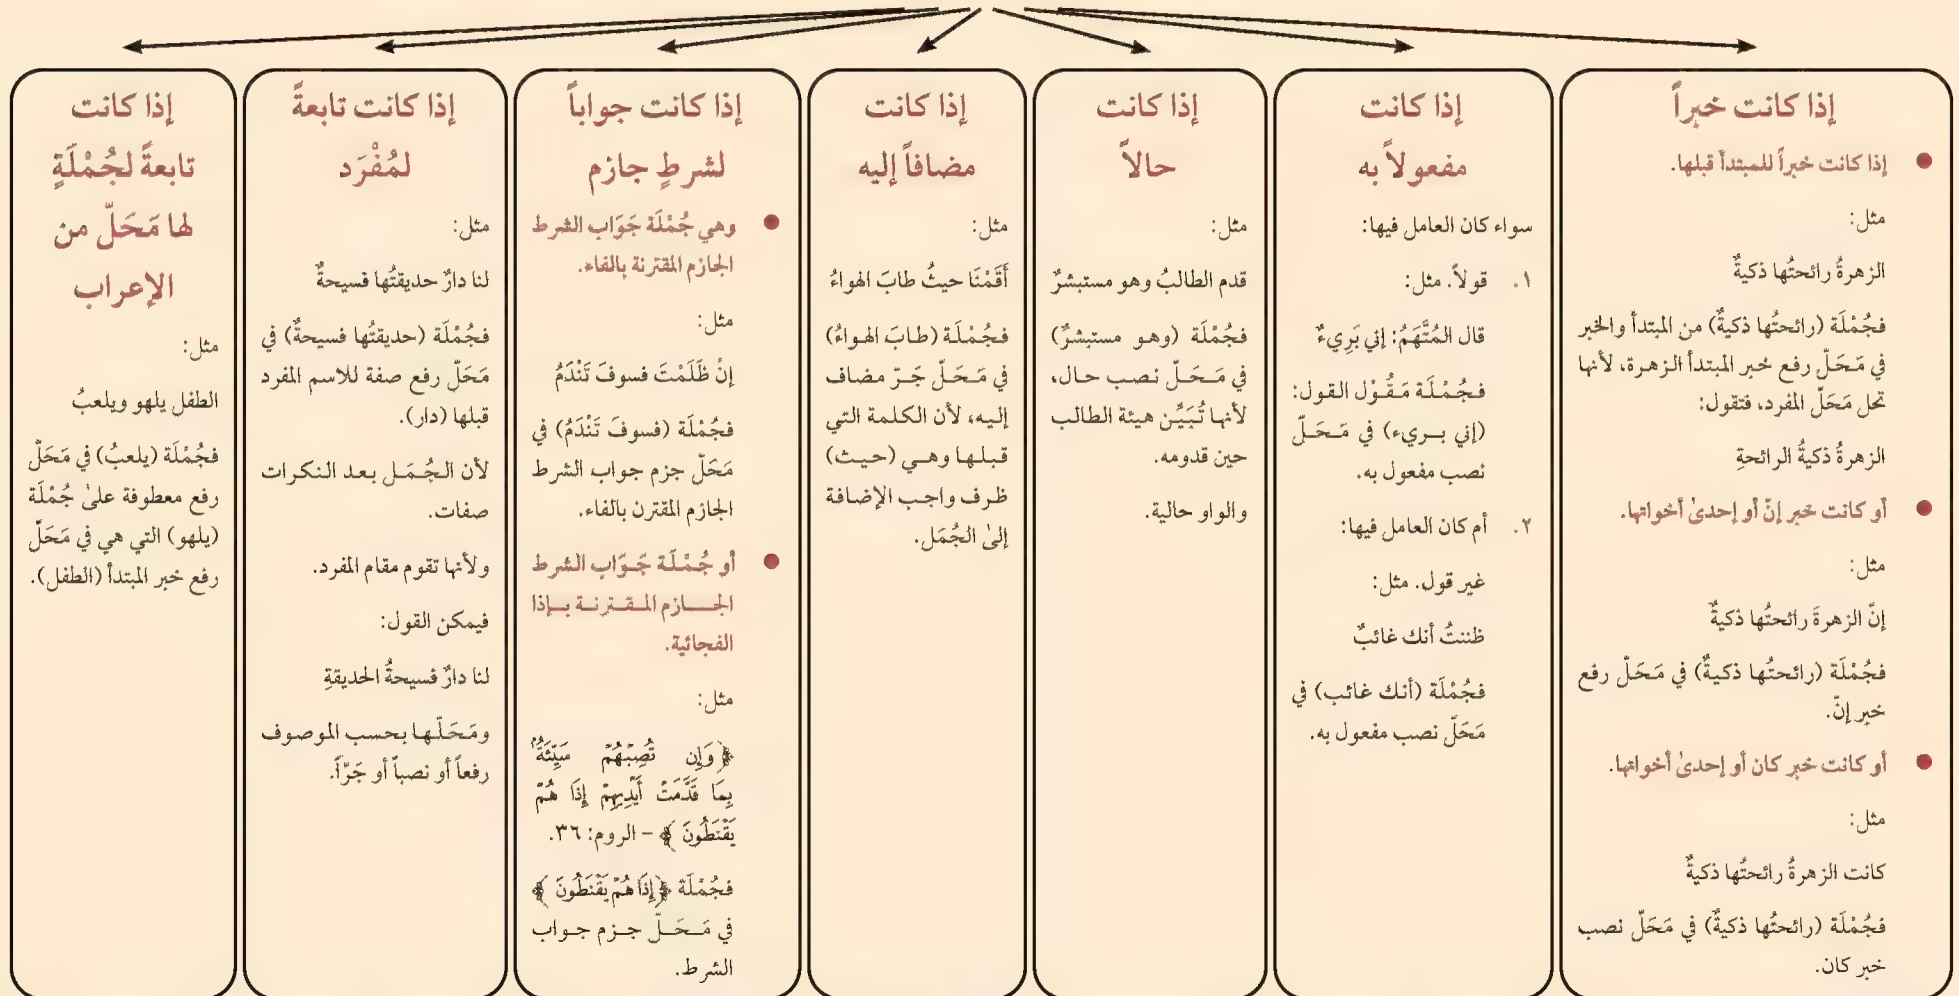 إذا كانت خبراً
إذا كانت خبراً للمبتدأ قبلها.
مثل:
الزهرةُ رائحتُها ذكيةٌ
فجُمْلَة (رائحتُها ذكيةٌ) من المبتدأ والخبر
في مَحَلّ رفع خبر المبتدأ الزهرة، لأنها
تحل مَحَلّ المفرد، فتقول:
الزهرةُ ذكيةُ الرائحةِ
أو كانت خبر إنّ أو إحدىٰ أخواتها.
مثل:
إنّ الزهرةَ رائحتُها ذكيةٌ
فجُمْلَة (رائحتُها ذكيةٌ) في مَحَلّ رفع
خبر إنّ.
أو كانت خبر كان أو إحدىٰ أخواتها.
مثل:
كانت الزهرةُ رائحتُها ذكيةٌ
فجُمْلَة (رائحتُها ذكيةٌ) في مَحَلّ نصب
خبر كان.
إذا كانت
مفعولاً به
سواء كان العامل فيها:
١. قولاً. مثل:
قال المُتَّهَمُ: إني بَرِيءٌ
فجُمْلَة مَقُوْل القول:
(إني بريء) في مَحَلّ
نصب مفعول به.
٢. أم كان العامل فيها:
غير قول. مثل:
ظننتُ أنك غائبٌ
فجُمْلَة (أنك غائب) في
مَحَلّ نصب مفعول به.
إذا كانت
حالاً
مثل:
قدم الطالبُ وهو مستبشرٌ
فجُمْلَة (وهو مستبشرٌ)
في مَحَلّ نصب حال،
لأنها تُبَيِّن هيئة الطالب
حين قدومه.
والواو حالية.
إذا كانت
مضافاً إليه
مثل:
أَقَمْنَا حيثُ طابَ الهواءُ
فجُمْلَة (طابَ الهواءُ)
في مَحَلّ جَرّ مضاف
إليه، لأن الكلمة التي
قبلها وهي (حيث)
ظرف واجب الإضافة
إلىٰ الجُمَل.
إذا كانت جواباً
لشرطٍ جازم
وهي جُمْلَة جَوَاب الشرط
الجازم المقترنة بالفاء.
مثل:
إنْ ظَلَمْتَ فسوفَ تَنْدَمُ
فجُمْلَة (فسوفَ تَنْدَمُ) في
مَحَلّ جزم جواب الشرط
الجازم المقترن بالفاء.
أو جُمْلَة جَوَاب الشرط
الجازم المقترنة بإذا
الفجائية.
مثل:
﴿وَإِن تُصِبْهُمْ سَيِّئَةٌۢ
بِمَا قَدَّمَتْ أَيْدِيهِمْ إِذَا هُمْ
يَقْنَطُونَ﴾ – الروم: ٣٦.
فجُمْلَة ﴿إِذَا هُمْ يَقْنَطُونَ﴾
في مَحَلّ جزم جواب
الشرط.
إذا كانت تابعةً
لمُفْرَد
مثل:
لنا دارٌ حديقتُها فسيحةٌ
فجُمْلَة (حديقتُها فسيحةٌ) في
مَحَلّ رفع صفة للاسم المفرد
قبلها (دار).
لأن الجُمَل بعد النكرات
صفات.
ولأنها تقوم مقام المفرد.
فيمكن القول:
لنا دارٌ فسيحةُ الحديقةِ
ومَحَلّها بحسب الموصوف
رفعاً أو نصباً أو جَرّاً.
إذا كانت
تابعةً لجُمْلَةٍ
لها مَحَلّ من
الإعراب
مثل:
الطفل يلهو ويلعبُ
فجُمْلَة (يلعبُ) في مَحَلّ
رفع معطوفة علىٰ جُمْلَة
(يلهو) التي هي في مَحَلّ
رفع خبر المبتدأ (الطفل).